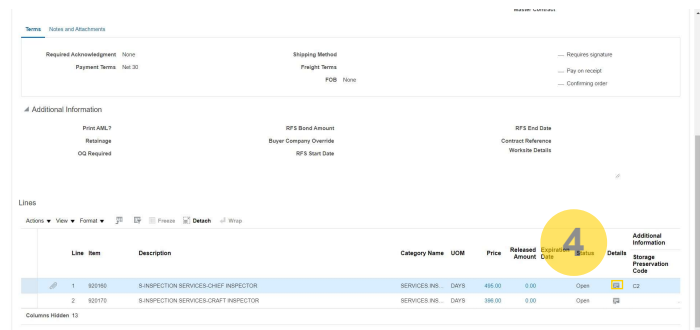 Master Contract
Terms Notes and Attachments
Required Acknowledgment None Shipping Method Requires signature
Payment Terms Net 30 Freight Terms Pay on receipt
FOB None Confirming order
Additional Information
Print AML? RFS Bond Amount RFS End Date
Retainage Buyer Company Override Contract Reference
OQ Required RFS Start Date Worksite Details
Lines
Actions View Format Freeze Detach Wrap
4
Line Item Description Category Name UOM Price Released Amount Expiration Date Status Details Additional Information
Storage Preservation Code
1 920160 S-INSPECTION SERVICES-CHIEF INSPECTOR SERVICES.INS... DAYS 495.00 0.00 Open C2
2 920170 S-INSPECTION SERVICES-CRAFT INSPECTOR SERVICES.INS... DAYS 396.00 0.00 Open
Columns Hidden 13